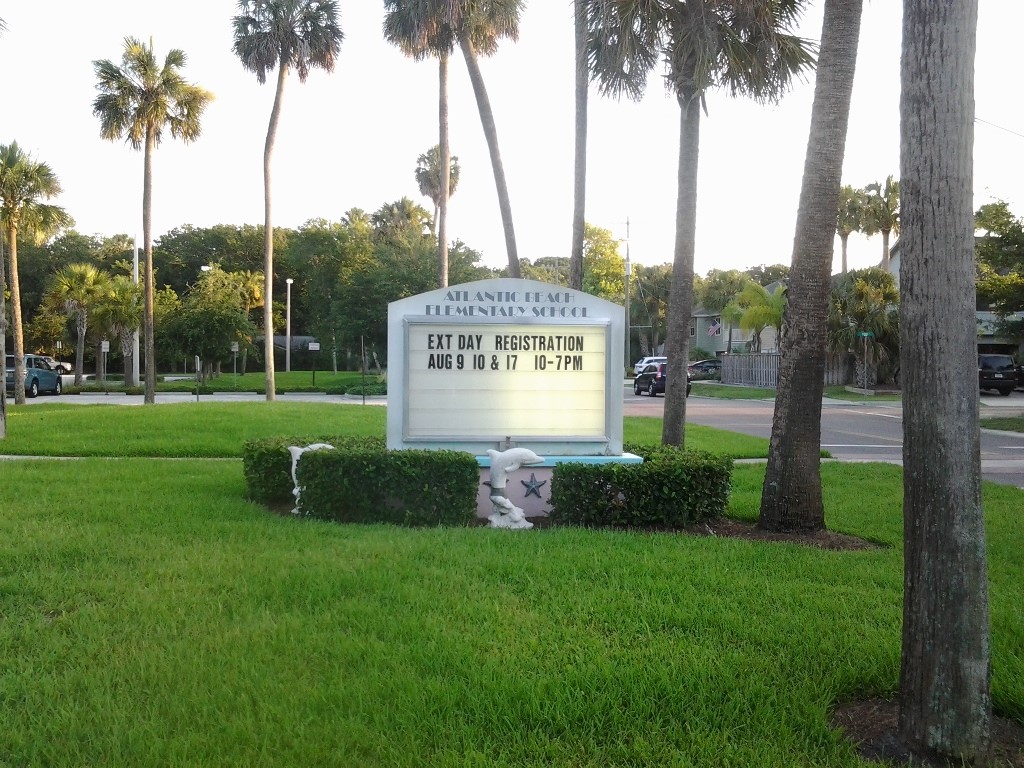 ATLANTIC BEACH
ELEMENTARY SCHOOL
EXT DAY REGISTRATION
AUG 9 10 & 17 10-7PM